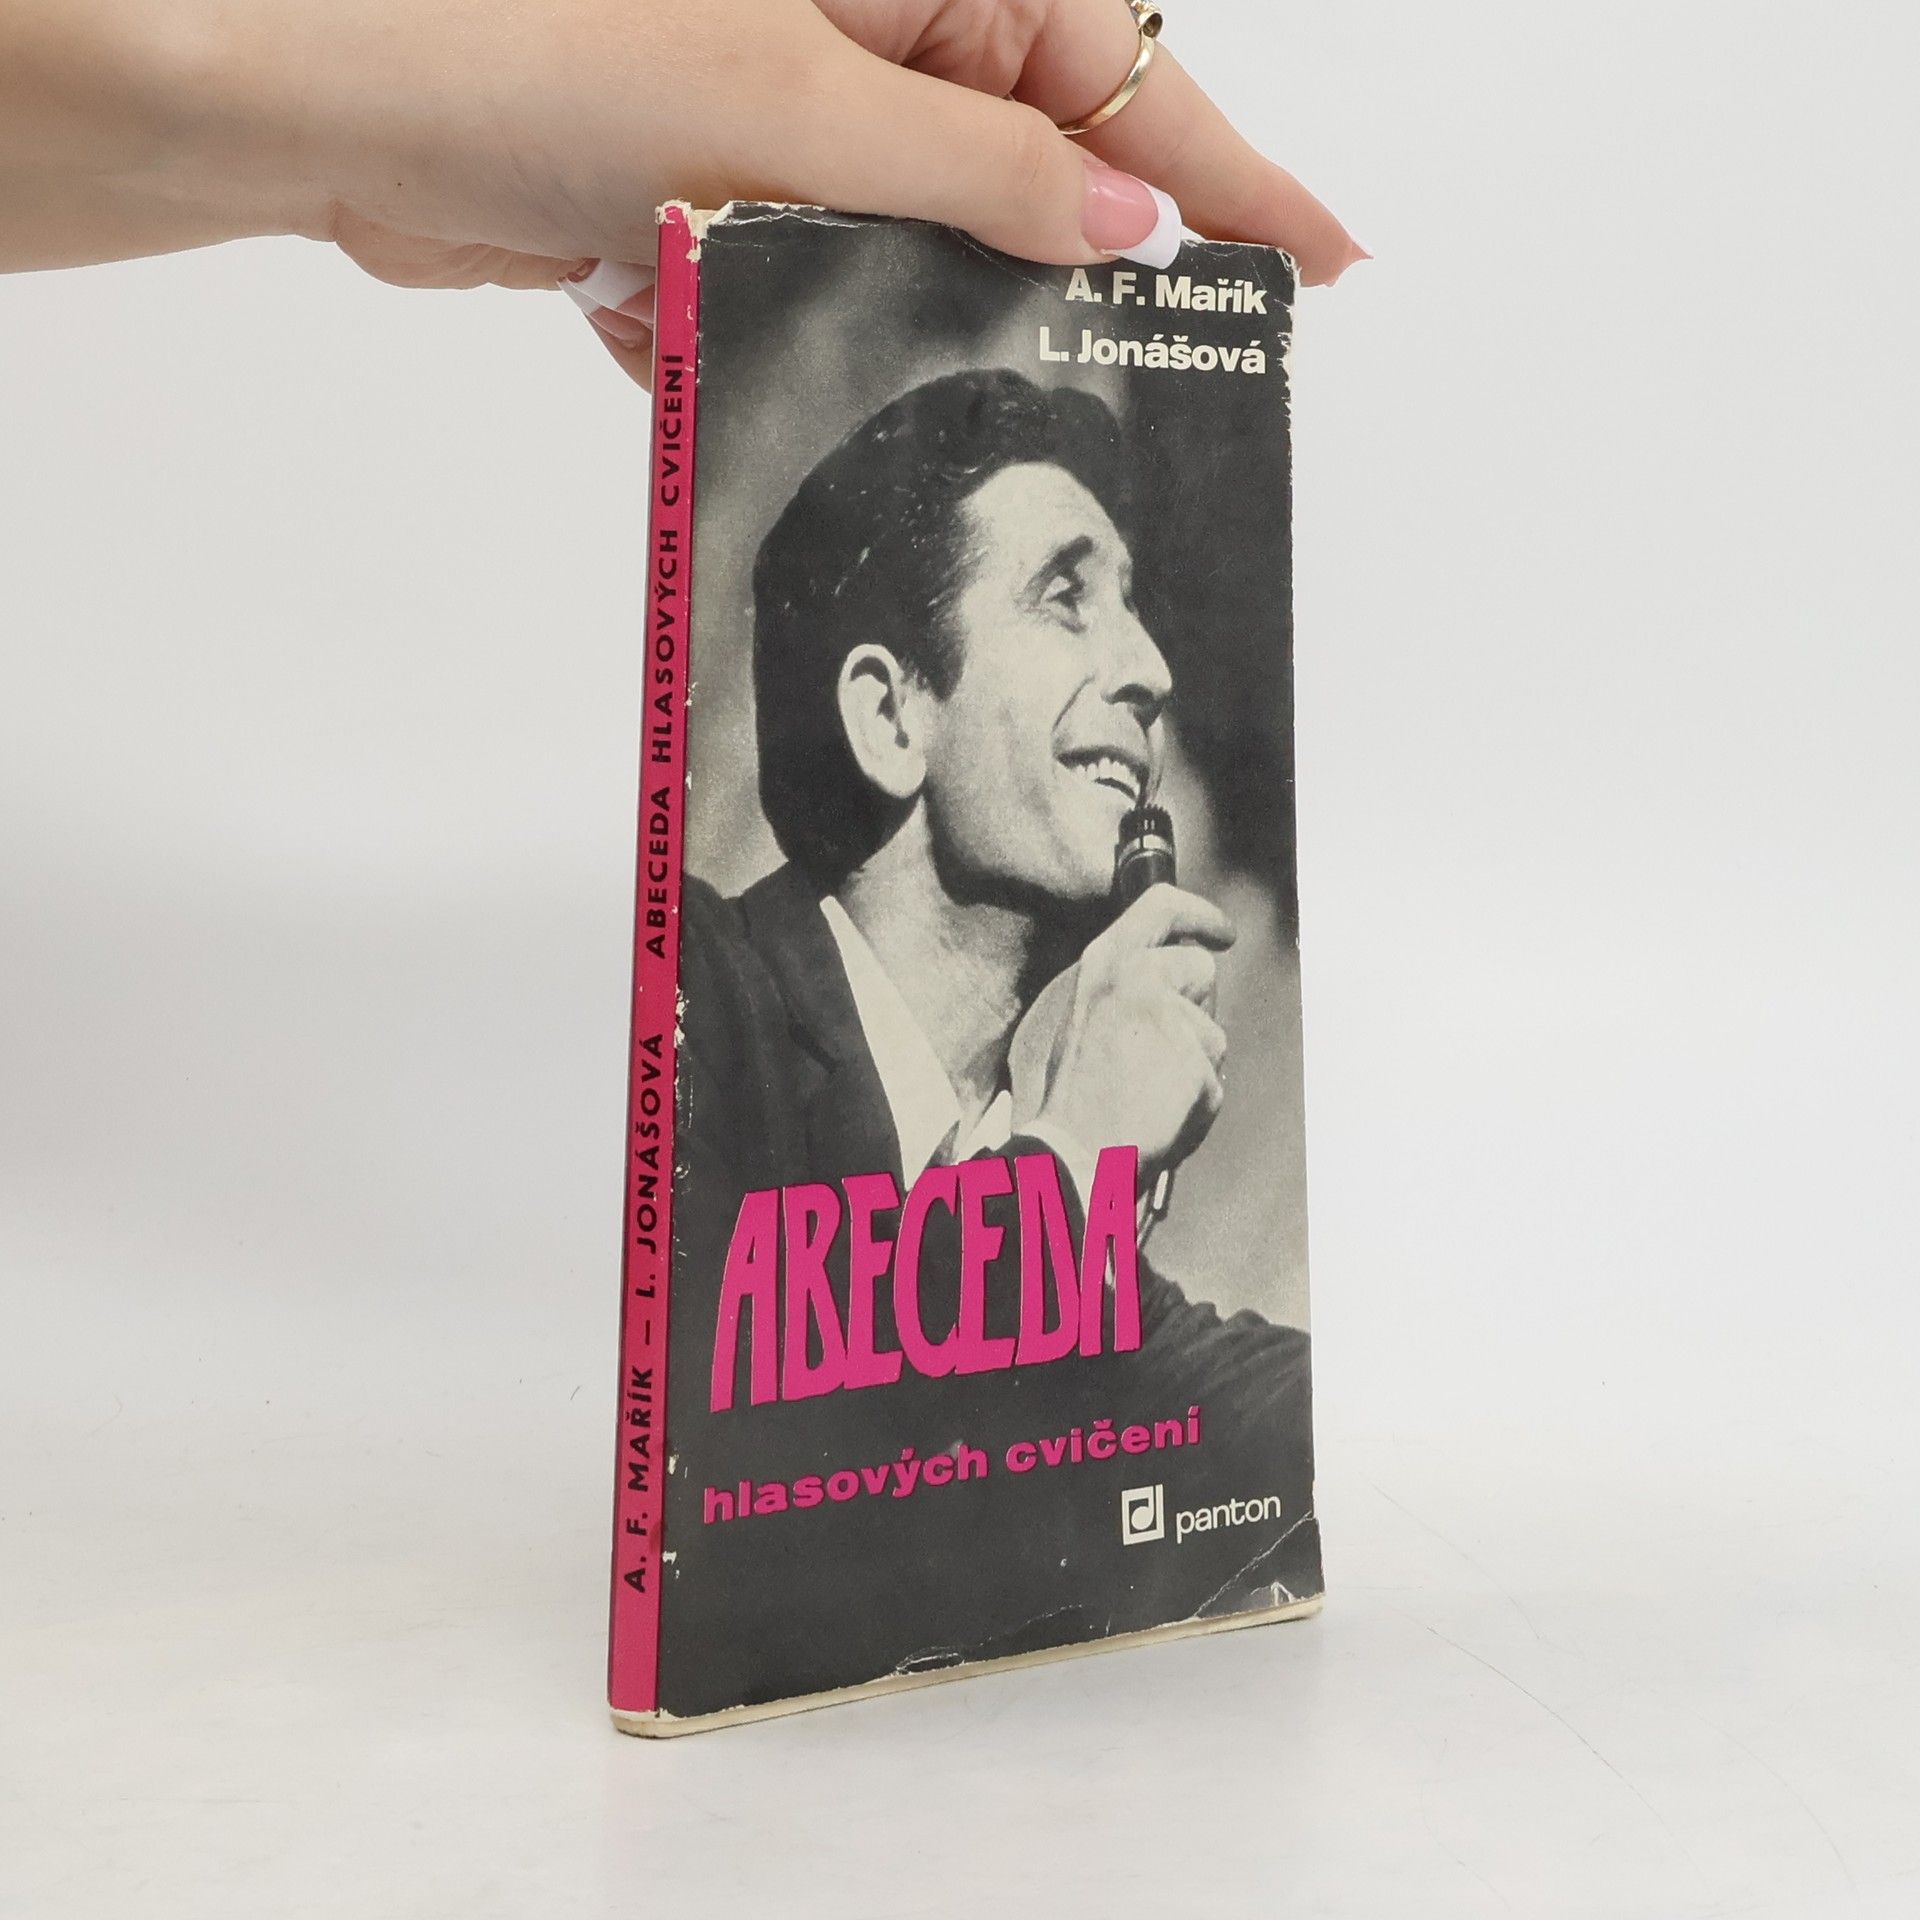 A. F. Mařík
L. Jonášová
ABECEDA
hlasových cvičení
panton
A. F. MAŘÍK – L. JONÁŠOVÁ ABECEDA HLASOVÝCH CVIČENÍ